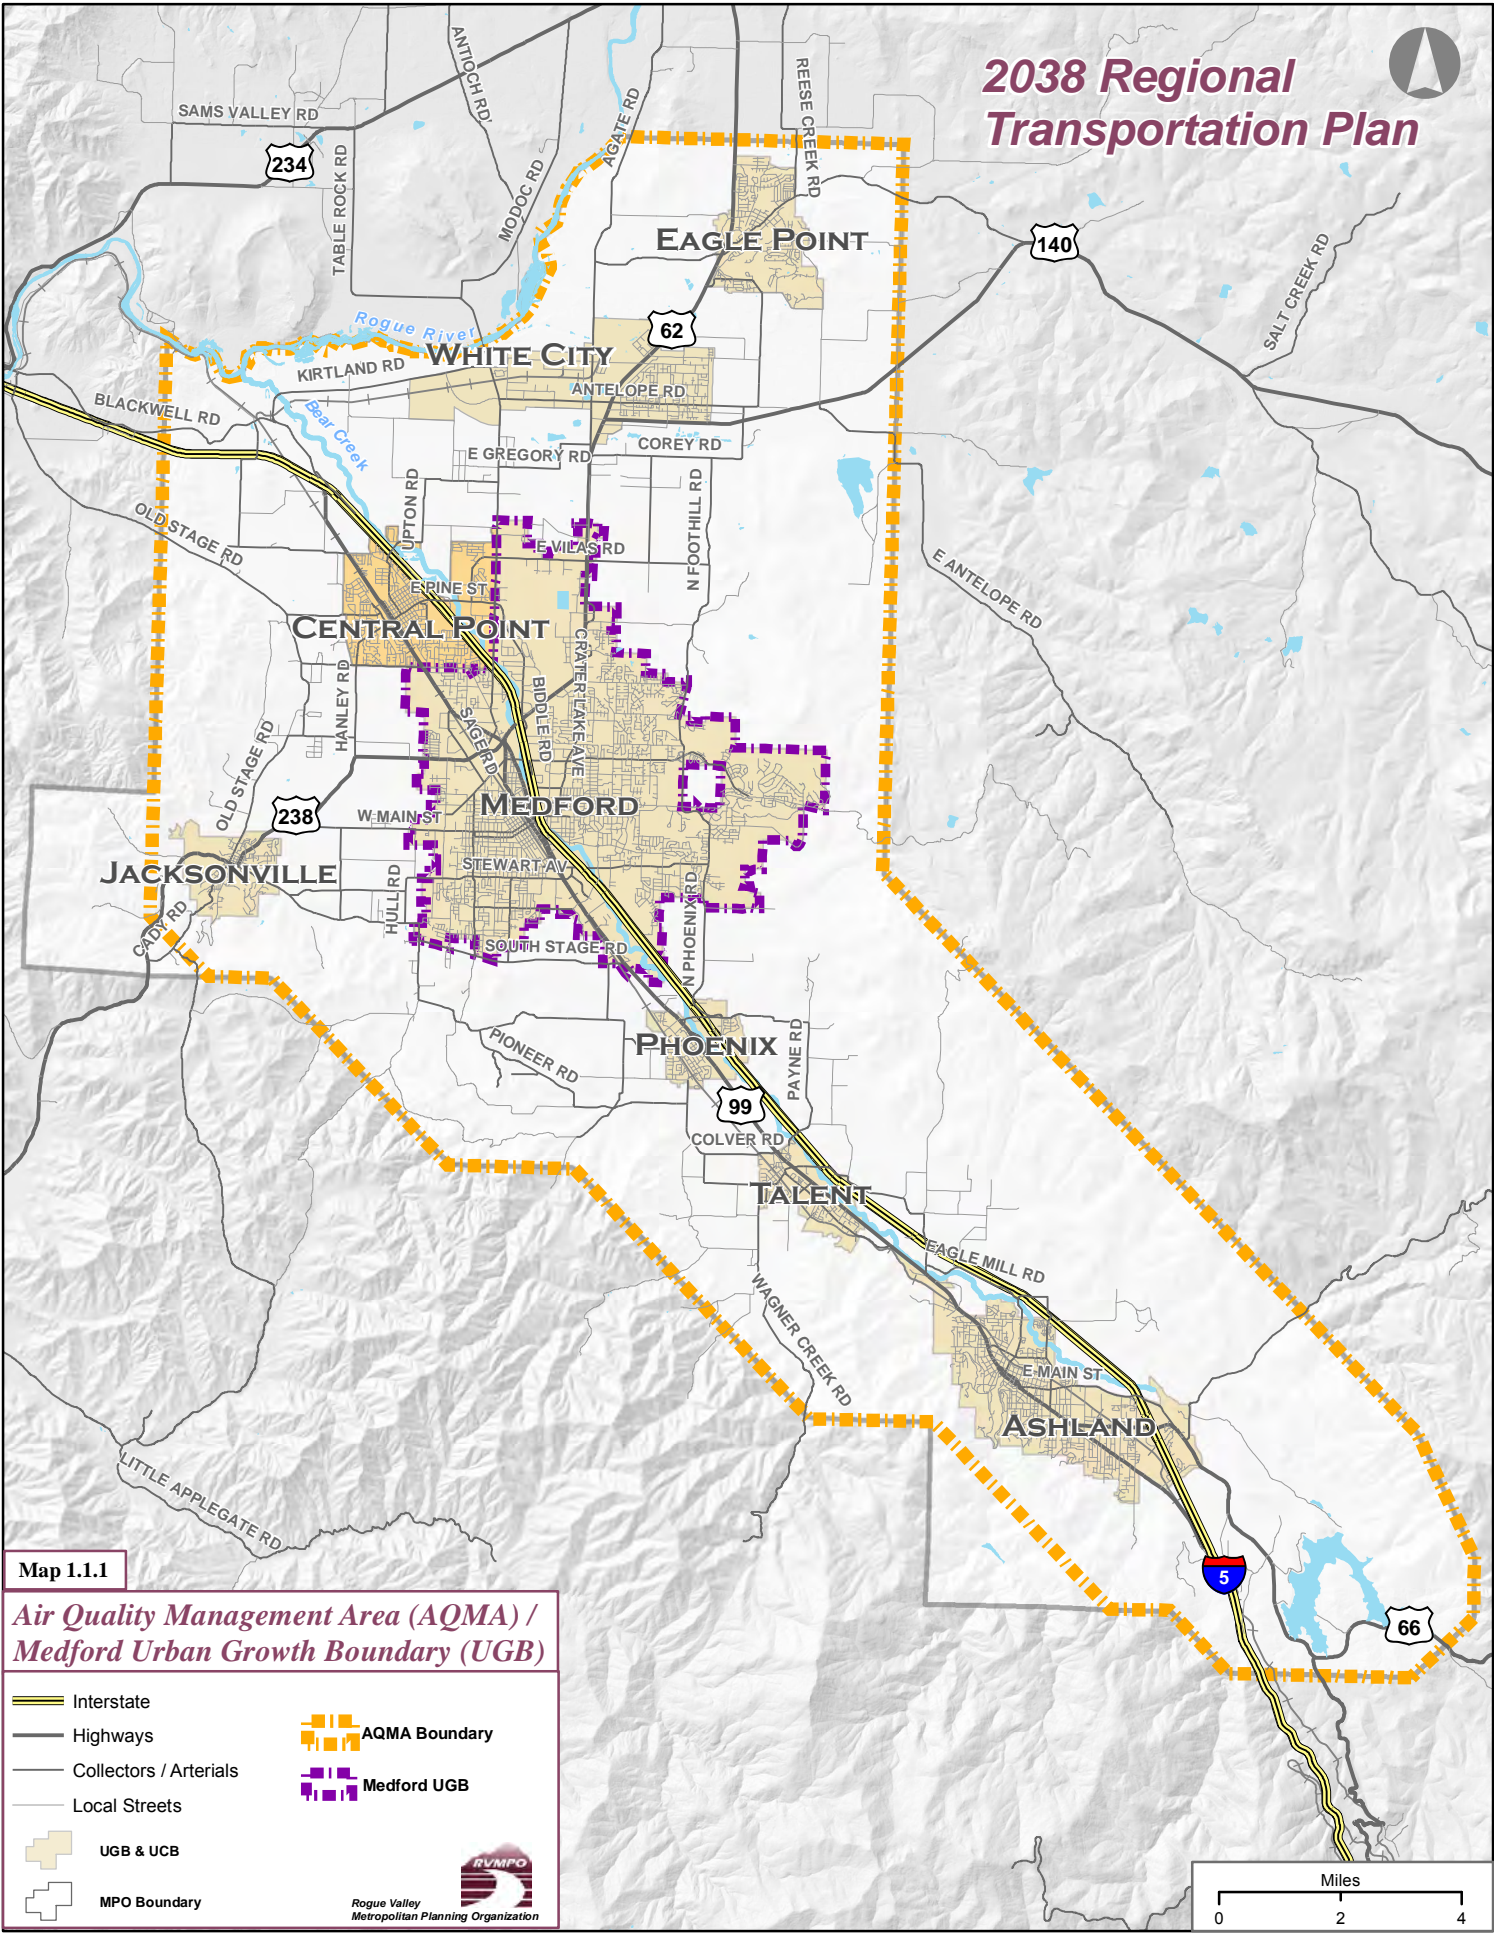 2038 Regional
Transportation Plan
SAMS VALLEY RD
234
TABLE ROCK RD
ANTIOCH RD
MODOC RD
AGATE RD
REESE CREEK RD
EAGLE POINT
140
SALT CREEK RD
62
Rogue River
WHITE CITY
KIRTLAND RD
ANTELOPE RD
BLACKWELL RD
Bear Creek
COREY RD
E GREGORY RD
UPTON RD
N FOOTHILL RD
OLD STAGE RD
E VILAS RD
E ANTELOPE RD
E PINE ST
CENTRAL POINT
HANLEY RD
CRATER LAKE AVE
BIDDLE RD
SAGE RD
OLD STAGE RD
238
W MAIN ST
MEDFORD
STEWART AV
JACKSONVILLE
HULL RD
CADY RD
N PHOENIX RD
SOUTH STAGE RD
PIONEER RD
PHOENIX
PAYNE RD
99
COLVER RD
TALENT
EAGLE MILL RD
WAGNER CREEK RD
E MAIN ST
ASHLAND
LITTLE APPLEGATE RD
5
66
Map 1.1.1
Air Quality Management Area (AQMA) /
Medford Urban Growth Boundary (UGB)
Interstate
Highways
Collectors / Arterials
Local Streets
UGB & UCB
MPO Boundary
AQMA Boundary
Medford UGB
RVMPO
Rogue Valley
Metropolitan Planning Organization
Miles
0 2 4